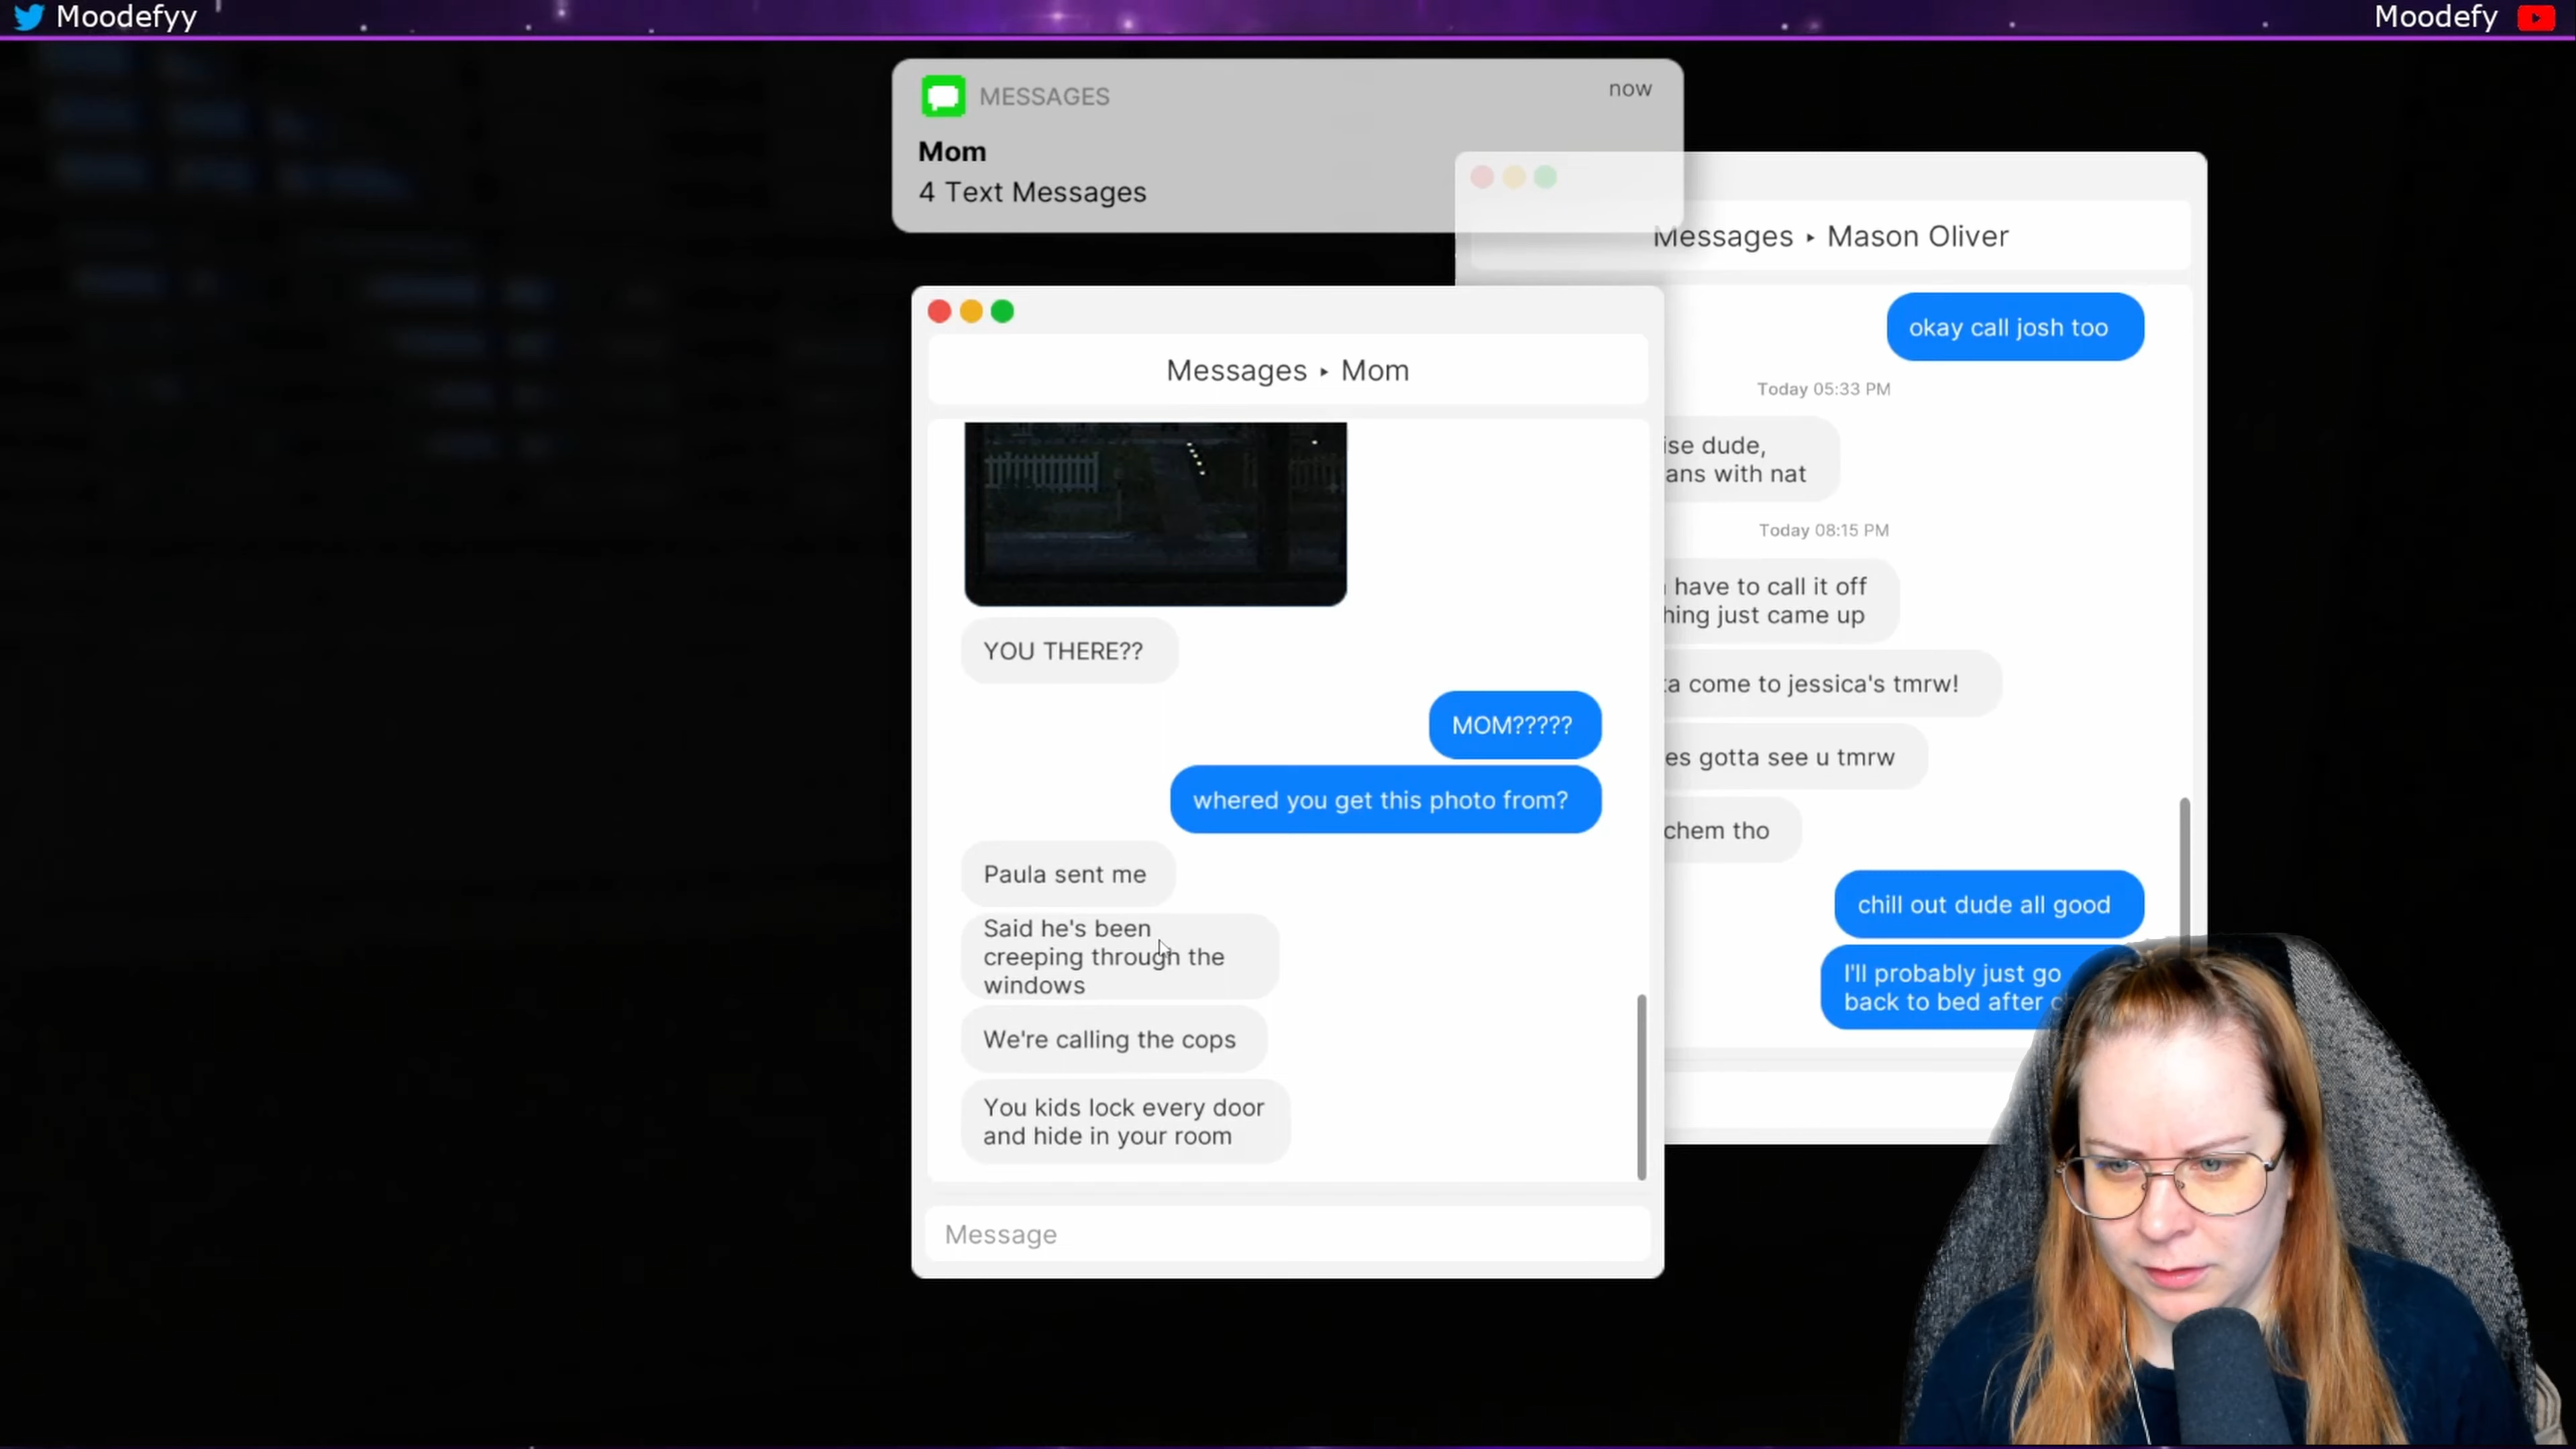 Moodefyy
Moodefy
MESSAGES
now
Mom
4 Text Messages
Messages ▸ Mom
YOU THERE??
MOM?????
whered you get this photo from?
Paula sent me
Said he's been
creeping through the
windows
We're calling the cops
You kids lock every door
and hide in your room
Message
Messages ▸ Mason Oliver
okay call josh too
Today 05:33 PM
ise dude,
ans with nat
Today 08:15 PM
have to call it off
hing just came up
ta come to jessica's tmrw!
es gotta see u tmrw
chem tho
chill out dude all good
I'll probably just go
back to bed after